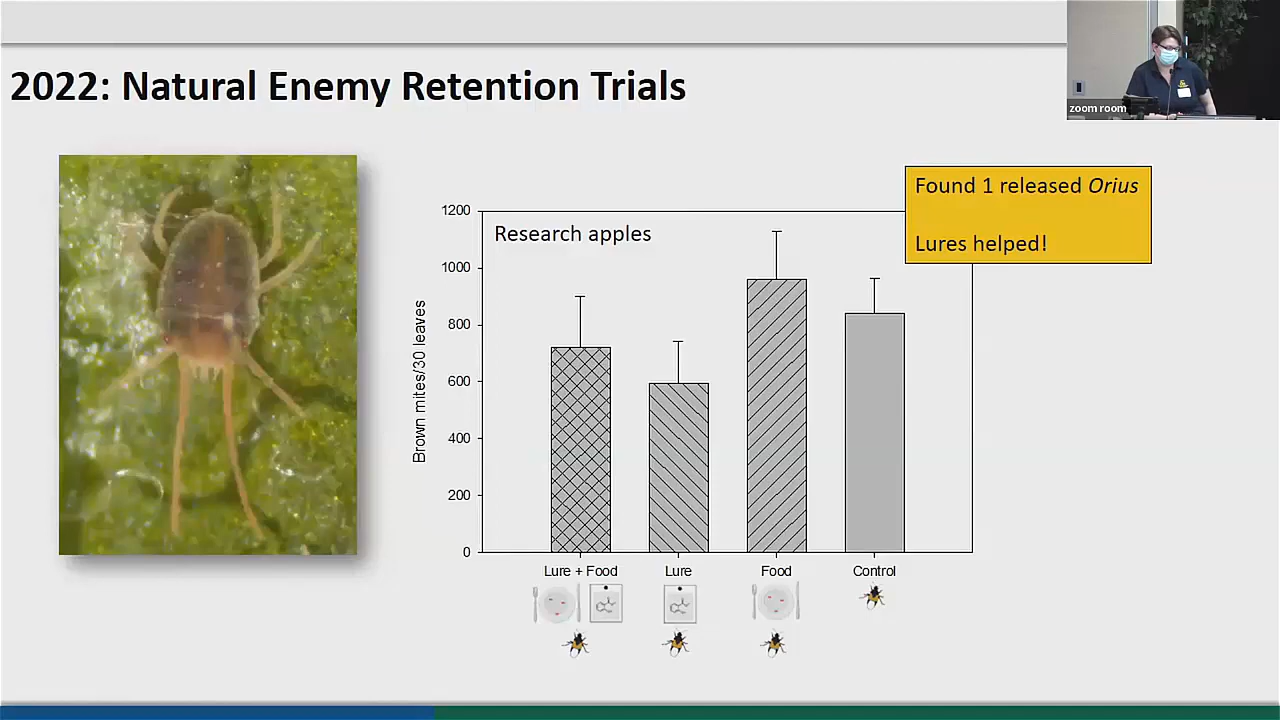 2022: Natural Enemy Retention Trials
zoom room
Found 1 released Orius
Lures helped!
Research apples
Brown mites/30 leaves
1200
1000
800
600
400
200
0
Lure + Food
Lure
Food
Control